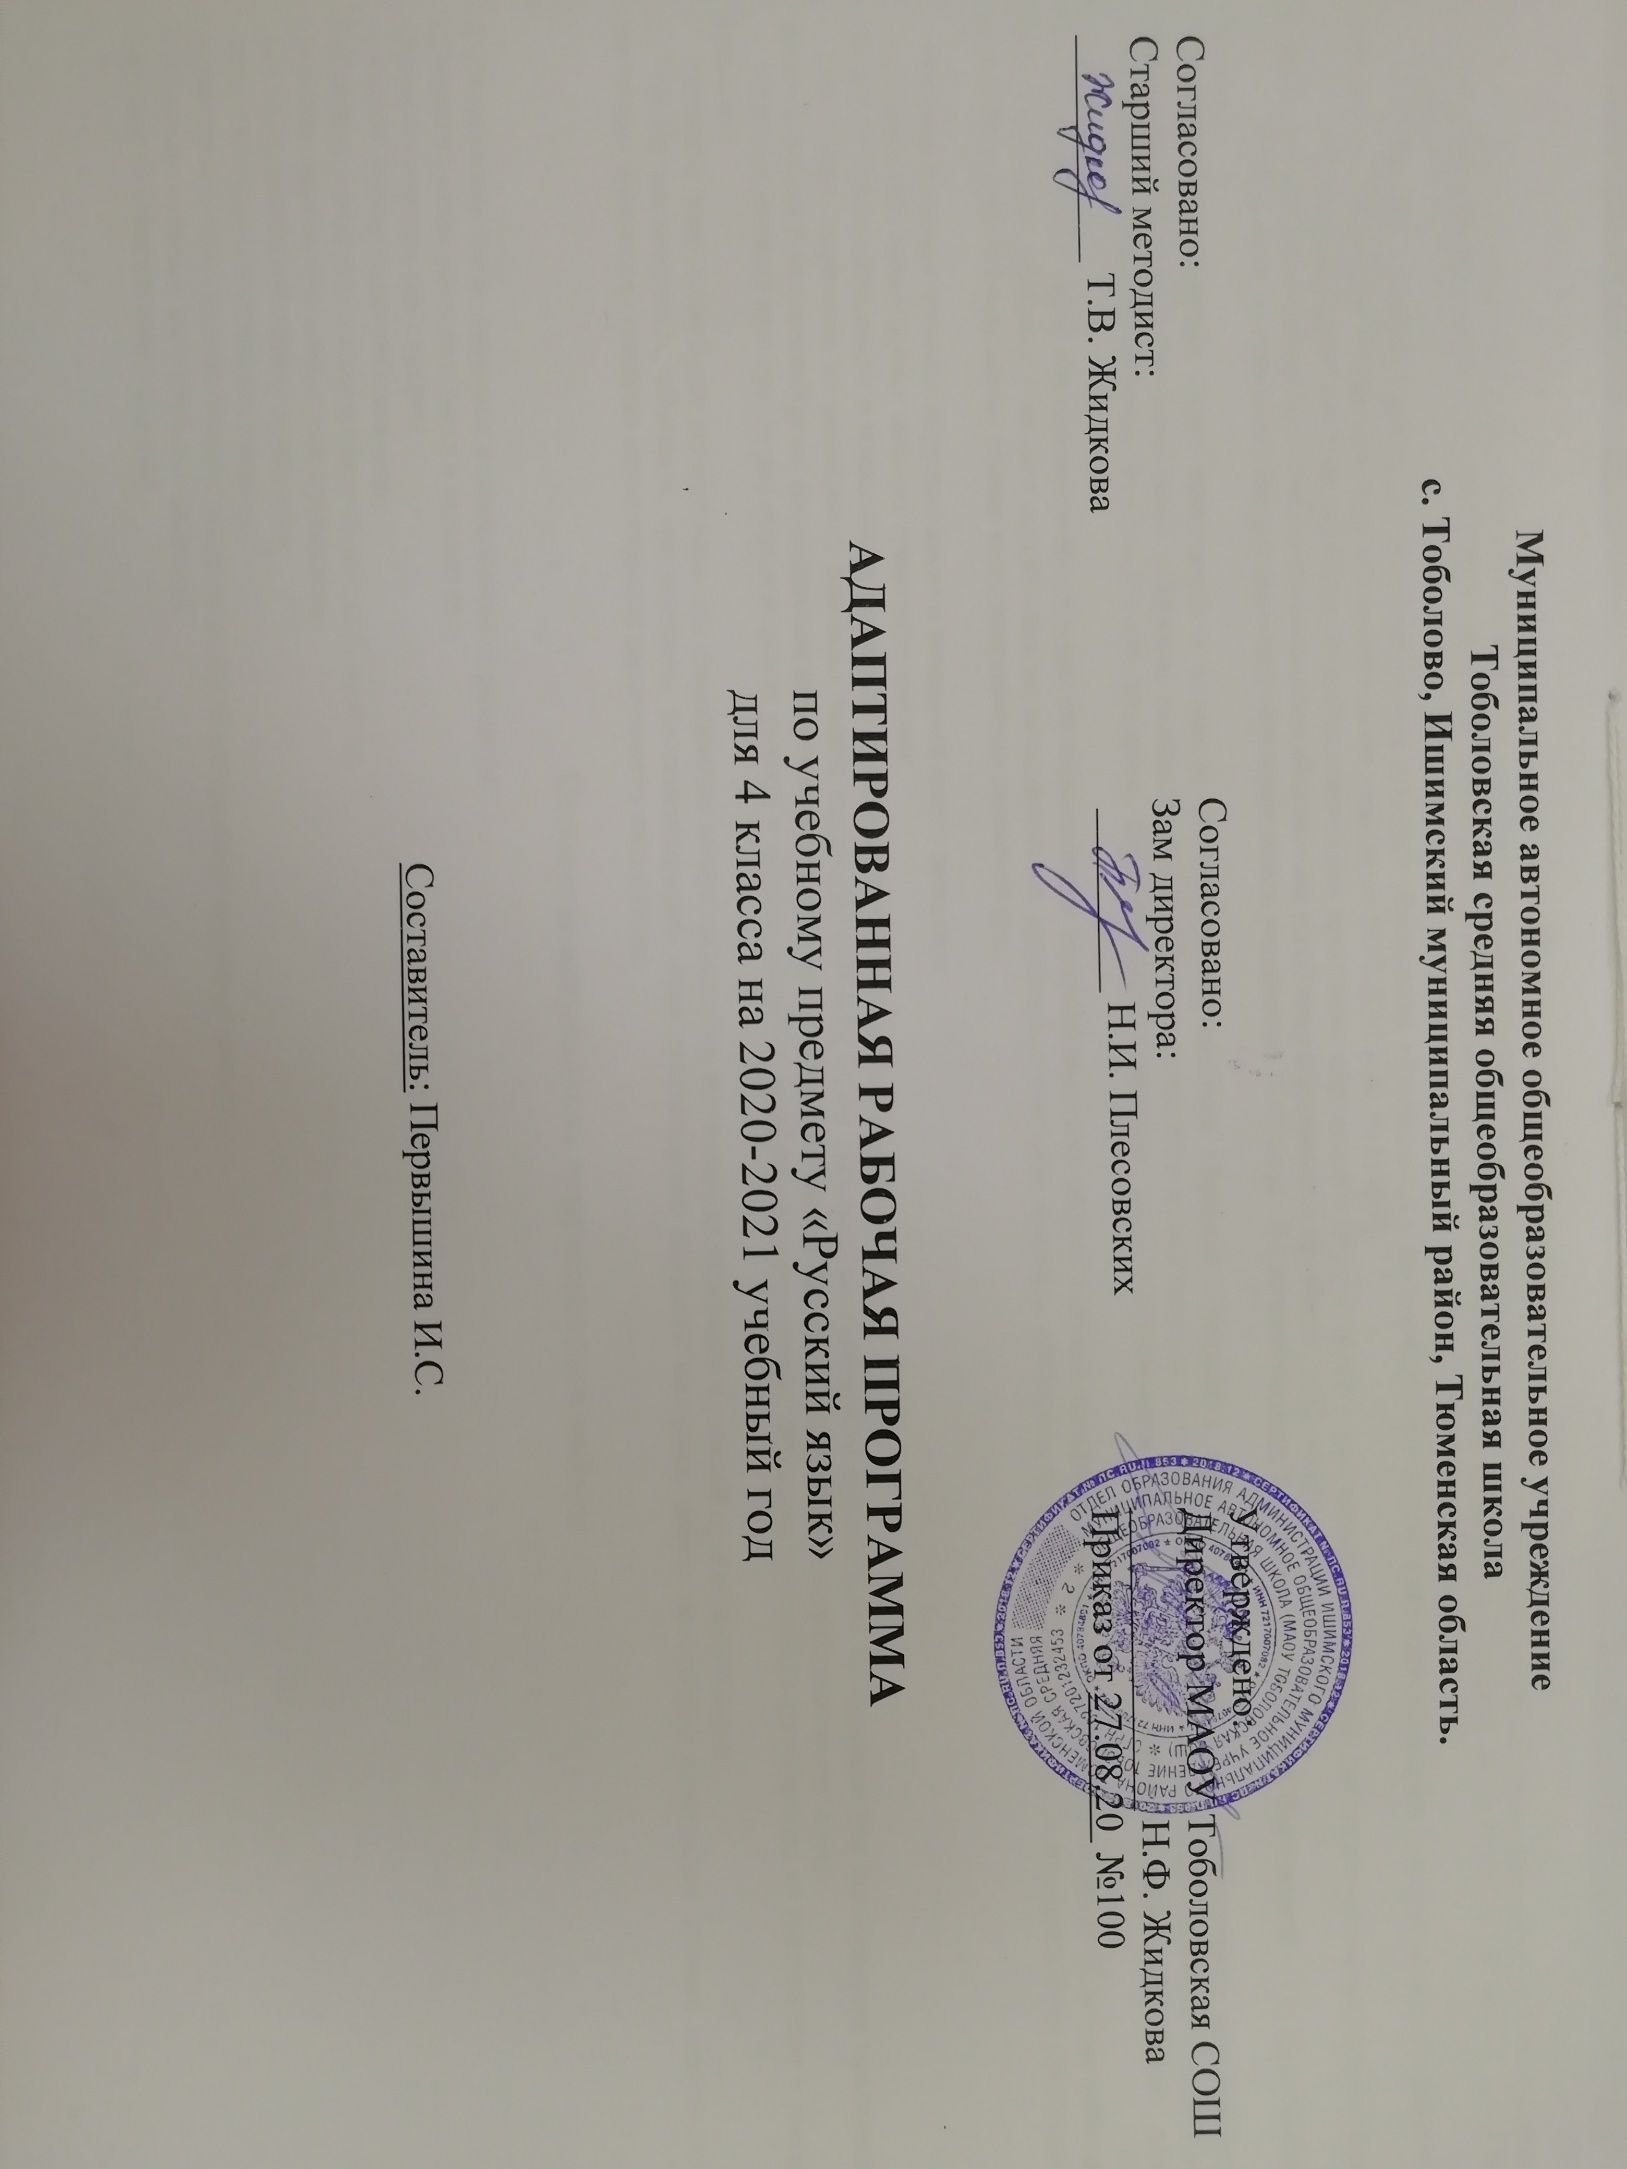 Муниципальное автономное общеобразовательное учреждение
Тоболовская средняя общеобразовательная школа
с. Тоболово, Ишимский муниципальный район, Тюменская область.
Согласовано:
Старший методист:
Т.В. Жидкова
Согласовано:
Зам директора:
Н.И. Плесовских
Утверждено:
Директор МАОУ Тоболовская СОШ
Н.Ф. Жидкова
Приказ от 27.08.20 №100
АДАПТИРОВАННАЯ РАБОЧАЯ ПРОГРАММА
по учебному предмету «Русский язык»
для 4 класса на 2020-2021 учебный год
Составитель: Первышина И.С.